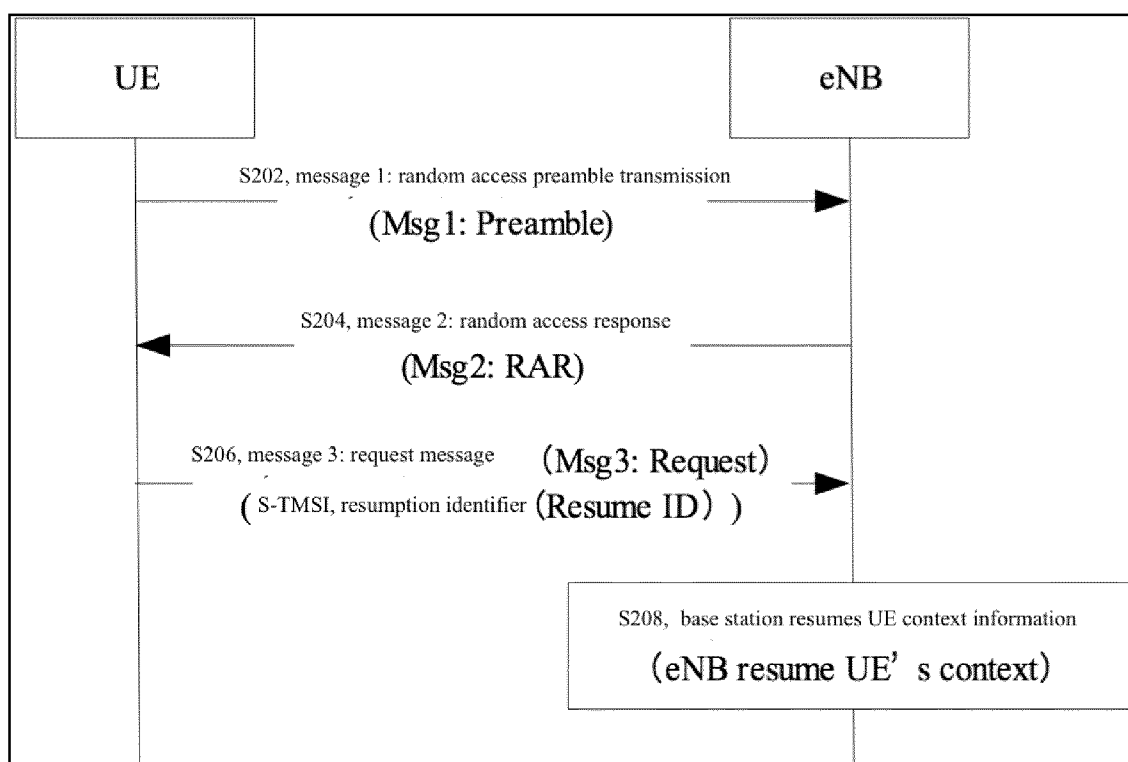 UE
eNB
S202, message 1: random access preamble transmission
(Msg1: Preamble)
S204, message 2: random access response
(Msg2: RAR)
S206, message 3: request message (Msg3: Request)
( S-TMSI, resumption identifier (Resume ID) )
S208, base station resumes UE context information
(eNB resume UE's context)